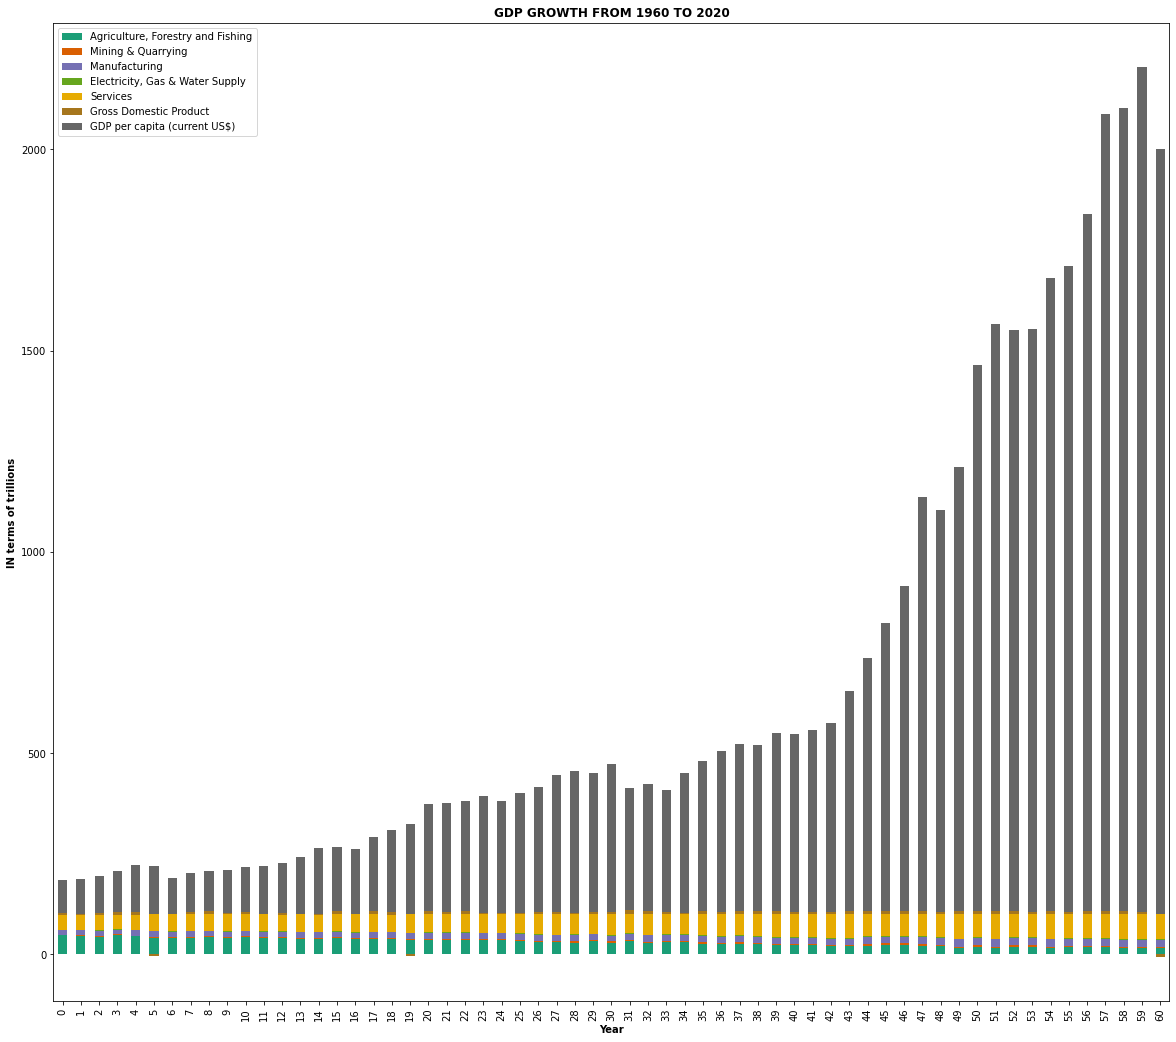 GDP GROWTH FROM 1960 TO 2020
Agriculture, Forestry and Fishing
Mining & Quarrying
Manufacturing
Electricity, Gas & Water Supply
Services
Gross Domestic Product
GDP per capita (current US$)
2000
1500
1000
500
0
IN terms of trillions
0 1 2 3 4 5 6 7 8 9 10 11 12 13 14 15 16 17 18 19 20 21 22 23 24 25 26 27 28 29 30 31 32 33 34 35 36 37 38 39 40 41 42 43 44 45 46 47 48 49 50 51 52 53 54 55 56 57 58 59 60
Year